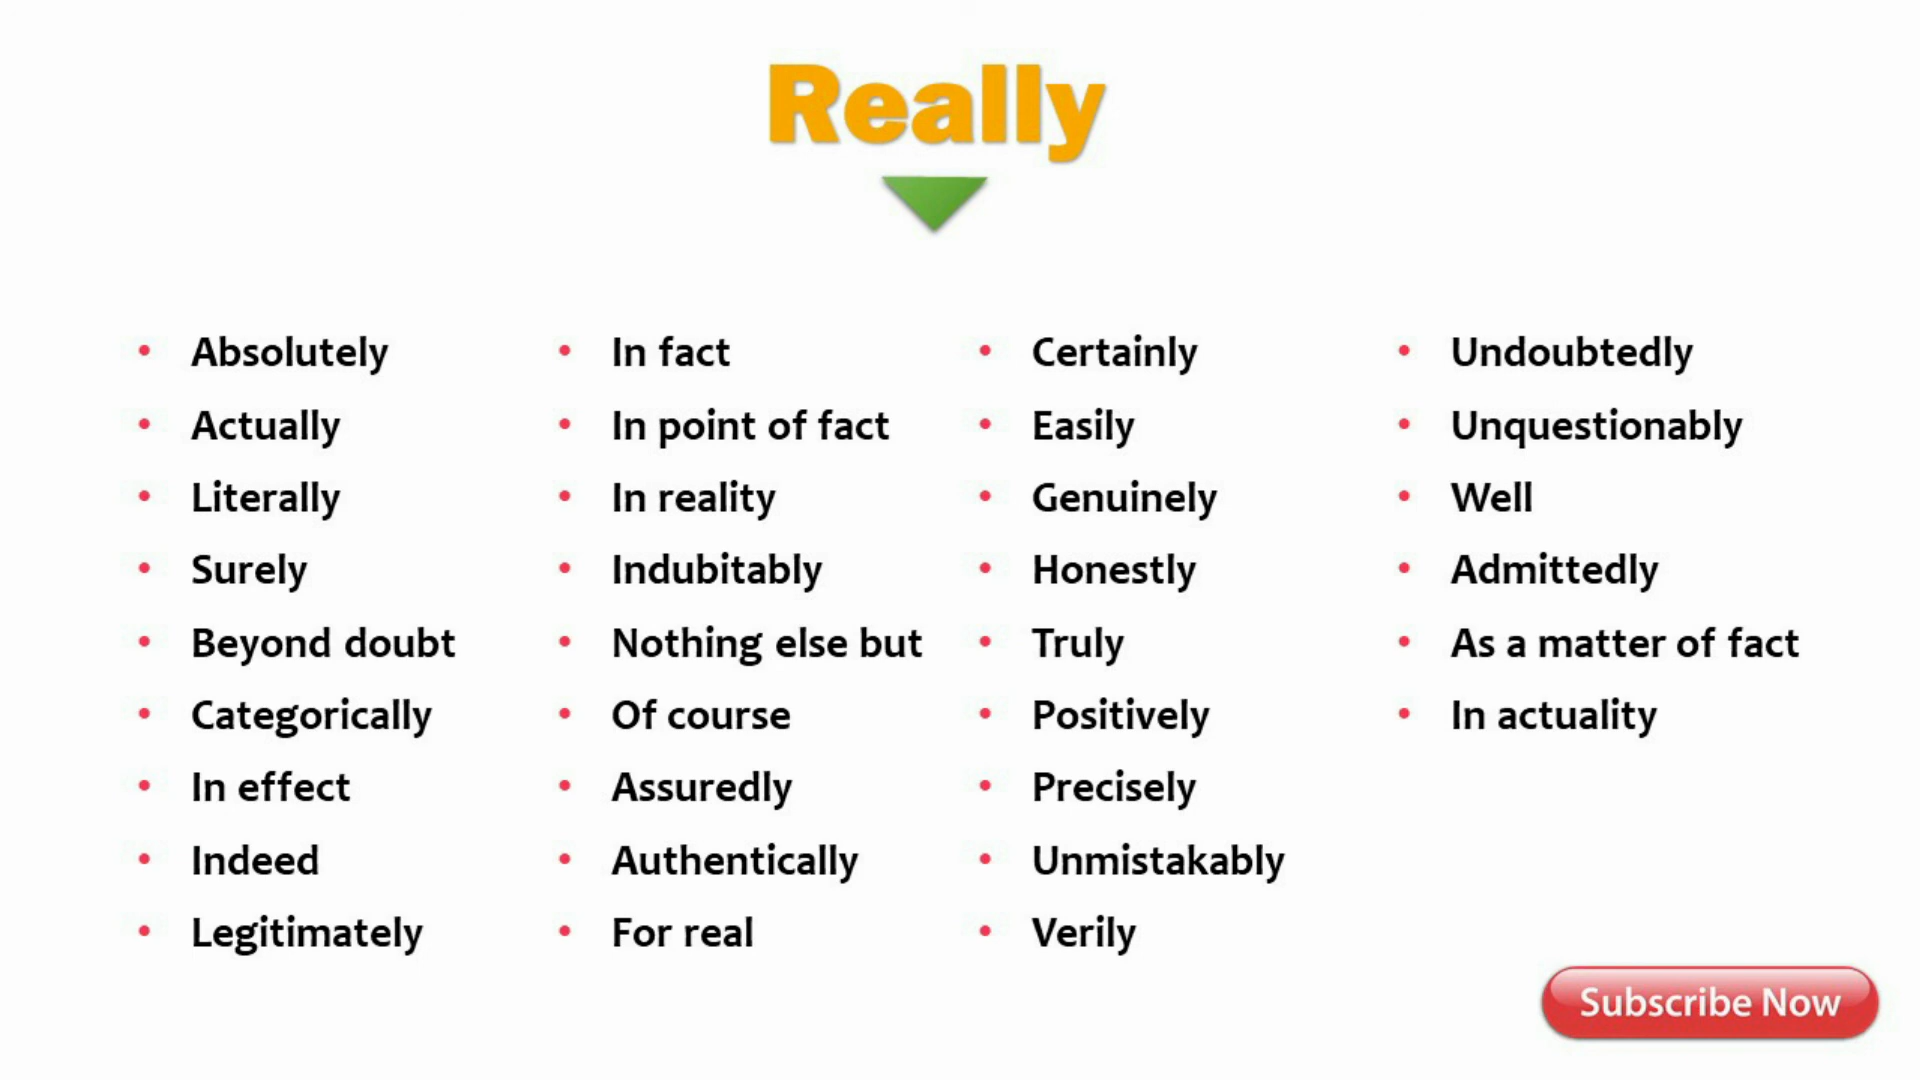 Really
Absolutely
Actually
Literally
Surely
Beyond doubt
Categorically
In effect
Indeed
Legitimately
In fact
In point of fact
In reality
Indubitably
Nothing else but
Of course
Assuredly
Authentically
For real
Certainly
Easily
Genuinely
Honestly
Truly
Positively
Precisely
Unmistakably
Verily
Undoubtedly
Unquestionably
Well
Admittedly
As a matter of fact
In actuality
Subscribe Now